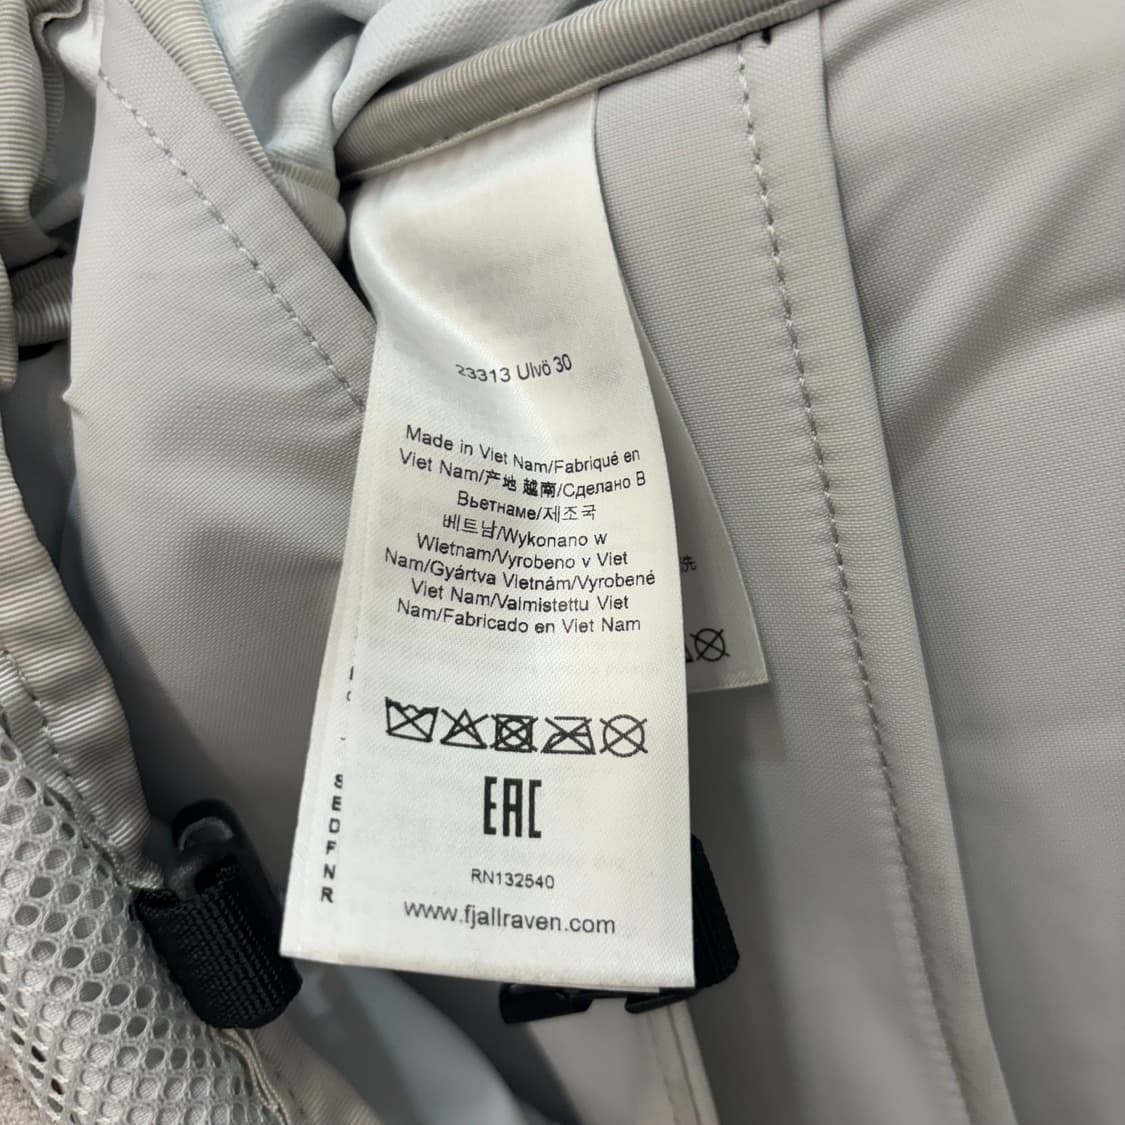 23313 Ulvö 30
Made in Viet Nam/Fabriqué en
Viet Nam/产地 越南/Сделано в
Вьетнаме/제조국
베트남/Wykonano w
Wietnam/Vyrobeno v Viet
Nam/Gyártva Vietnám/Vyrobené
Viet Nam/Valmistettu Viet
Nam/Fabricado en Viet Nam
EAC
RN132540
www.fjallraven.com
洗
S
E
D
F
N
R